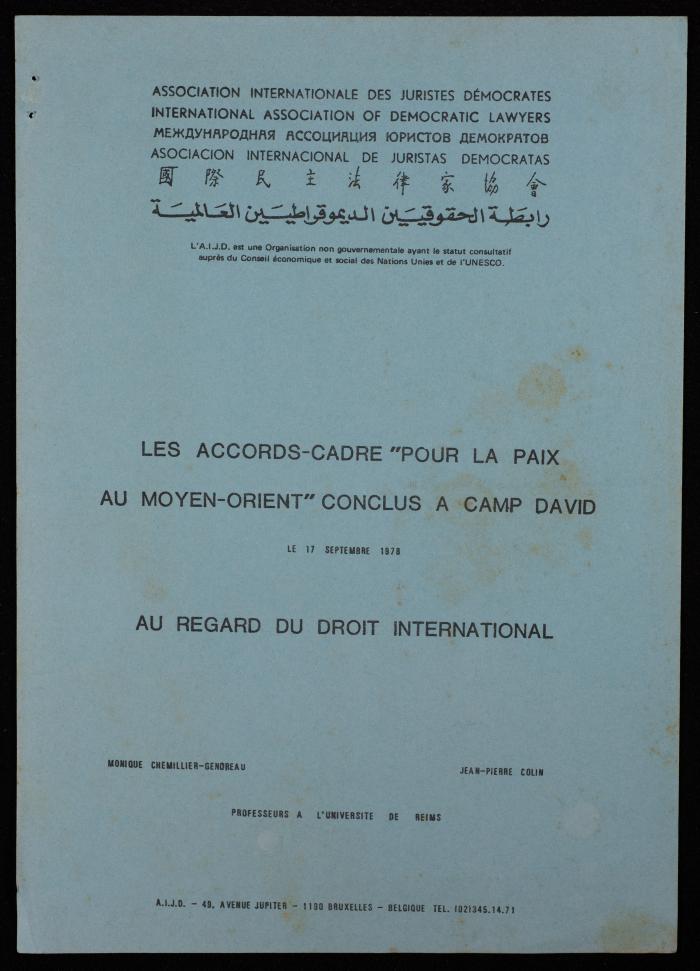 ASSOCIATION INTERNATIONALE DES JURISTES DÉMOCRATES
INTERNATIONAL ASSOCIATION OF DEMOCRATIC LAWYERS
МЕЖДУНАРОДНАЯ АССОЦИАЦИЯ ЮРИСТОВ ДЕМОКРАТОВ
ASOCIACION INTERNACIONAL DE JURISTAS DEMOCRATAS
國際民主法律家協會
رابطة الحقوقيين الديموقراطيين العالمية
L'A.I.J.D. est une Organisation non gouvernementale ayant le statut consultatif
auprès du Conseil économique et social des Nations Unies et de l'UNESCO.
LES ACCORDS-CADRE "POUR LA PAIX
AU MOYEN-ORIENT" CONCLUS A CAMP DAVID
LE 17 SEPTEMBRE 1978
AU REGARD DU DROIT INTERNATIONAL
MONIQUE CHEMILLIER-GENDREAU JEAN-PIERRE COLIN
PROFESSEURS A L'UNIVERSITE DE REIMS
A.I.J.D. - 49, AVENUE JUPITER - 1190 BRUXELLES - BELGIQUE TEL. (02)345.14.71